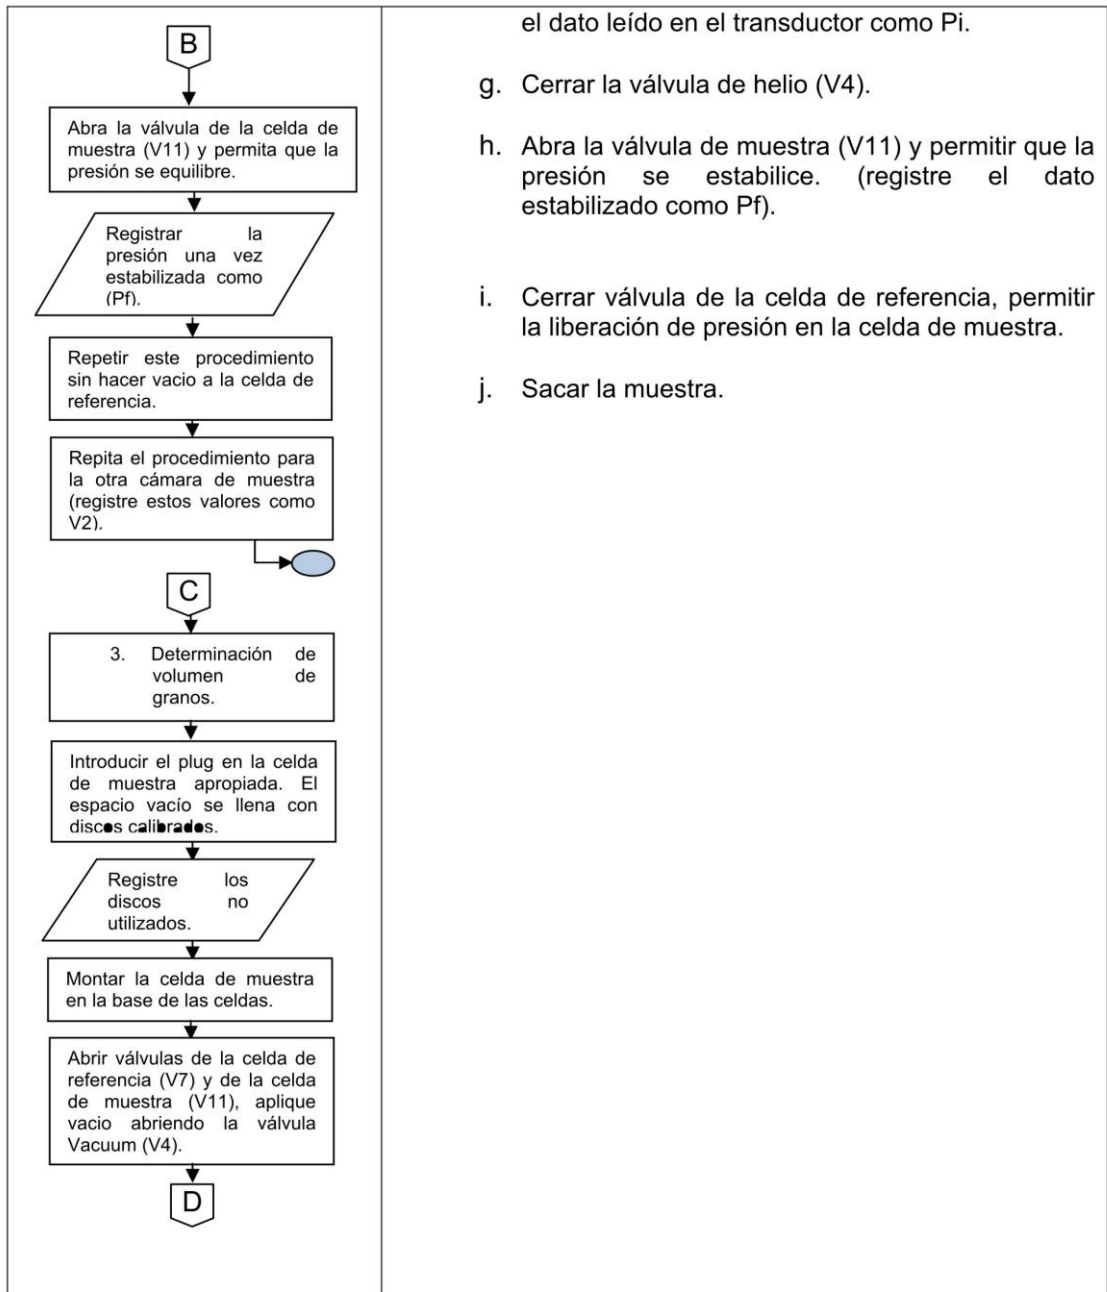 B
Abra la válvula de la celda de
muestra (V11) y permita que la
presión se equilibre.
Registrar la
presión una vez
estabilizada como
(Pf).
Repetir este procedimiento
sin hacer vacio a la celda de
referencia.
Repita el procedimiento para
la otra cámara de muestra
(registre estos valores como
V2).
C
3. Determinación de
volumen de
granos.
Introducir el plug en la celda
de muestra apropiada. El
espacio vacío se llena con
discos calibrados.
Registre los
discos no
utilizados.
Montar la celda de muestra
en la base de las celdas.
Abrir válvulas de la celda de
referencia (V7) y de la celda
de muestra (V11), aplique
vacio abriendo la válvula
Vacuum (V4).
D
el dato leído en el transductor como Pi.
g. Cerrar la válvula de helio (V4).
h. Abra la válvula de muestra (V11) y permitir que la
presión se estabilice. (registre el dato
estabilizado como Pf).
i. Cerrar válvula de la celda de referencia, permitir
la liberación de presión en la celda de muestra.
j. Sacar la muestra.